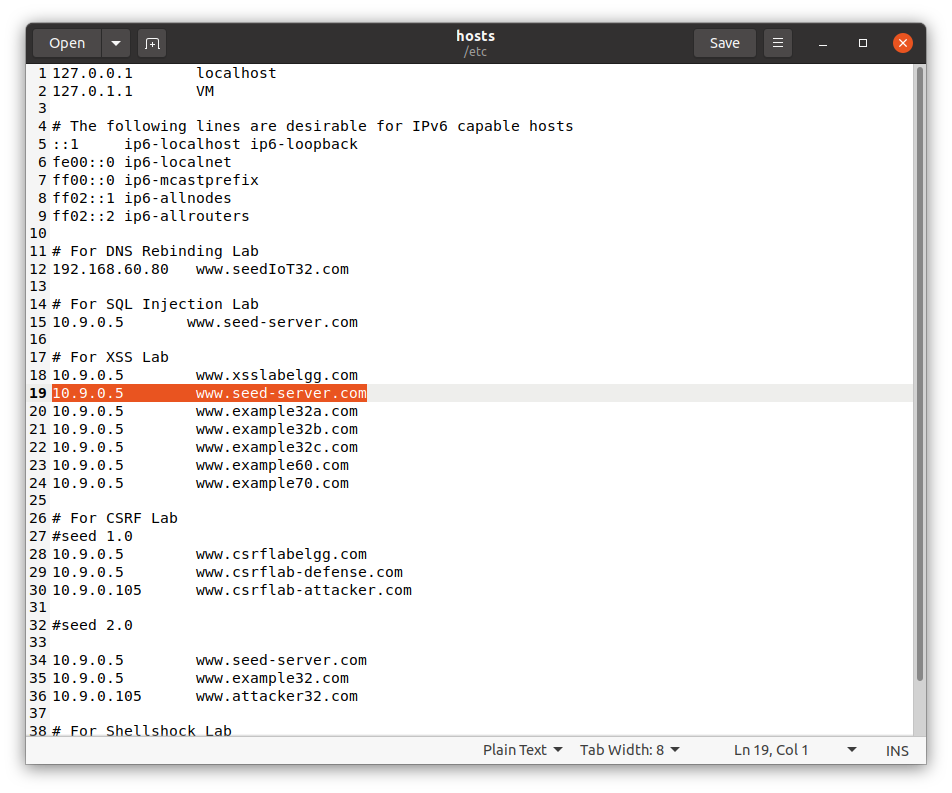 Open
hosts
/etc
Save
1 127.0.0.1       localhost
2 127.0.1.1       VM
3
4 # The following lines are desirable for IPv6 capable hosts
5 ::1     ip6-localhost ip6-loopback
6 fe00::0 ip6-localnet
7 ff00::0 ip6-mcastprefix
8 ff02::1 ip6-allnodes
9 ff02::2 ip6-allrouters
10
11 # For DNS Rebinding Lab
12 192.168.60.80   www.seedIoT32.com
13
14 # For SQL Injection Lab
15 10.9.0.5       www.seed-server.com
16
17 # For XSS Lab
18 10.9.0.5        www.xsslabelgg.com
19 10.9.0.5        www.seed-server.com
20 10.9.0.5        www.example32a.com
21 10.9.0.5        www.example32b.com
22 10.9.0.5        www.example32c.com
23 10.9.0.5        www.example60.com
24 10.9.0.5        www.example70.com
25
26 # For CSRF Lab
27 #seed 1.0
28 10.9.0.5        www.csrflabelgg.com
29 10.9.0.5        www.csrflab-defense.com
30 10.9.0.105      www.csrflab-attacker.com
31
32 #seed 2.0
33
34 10.9.0.5        www.seed-server.com
35 10.9.0.5        www.example32.com
36 10.9.0.105      www.attacker32.com
37
38 # For Shellshock Lab
Plain Text
Tab Width: 8
Ln 19, Col 1
INS